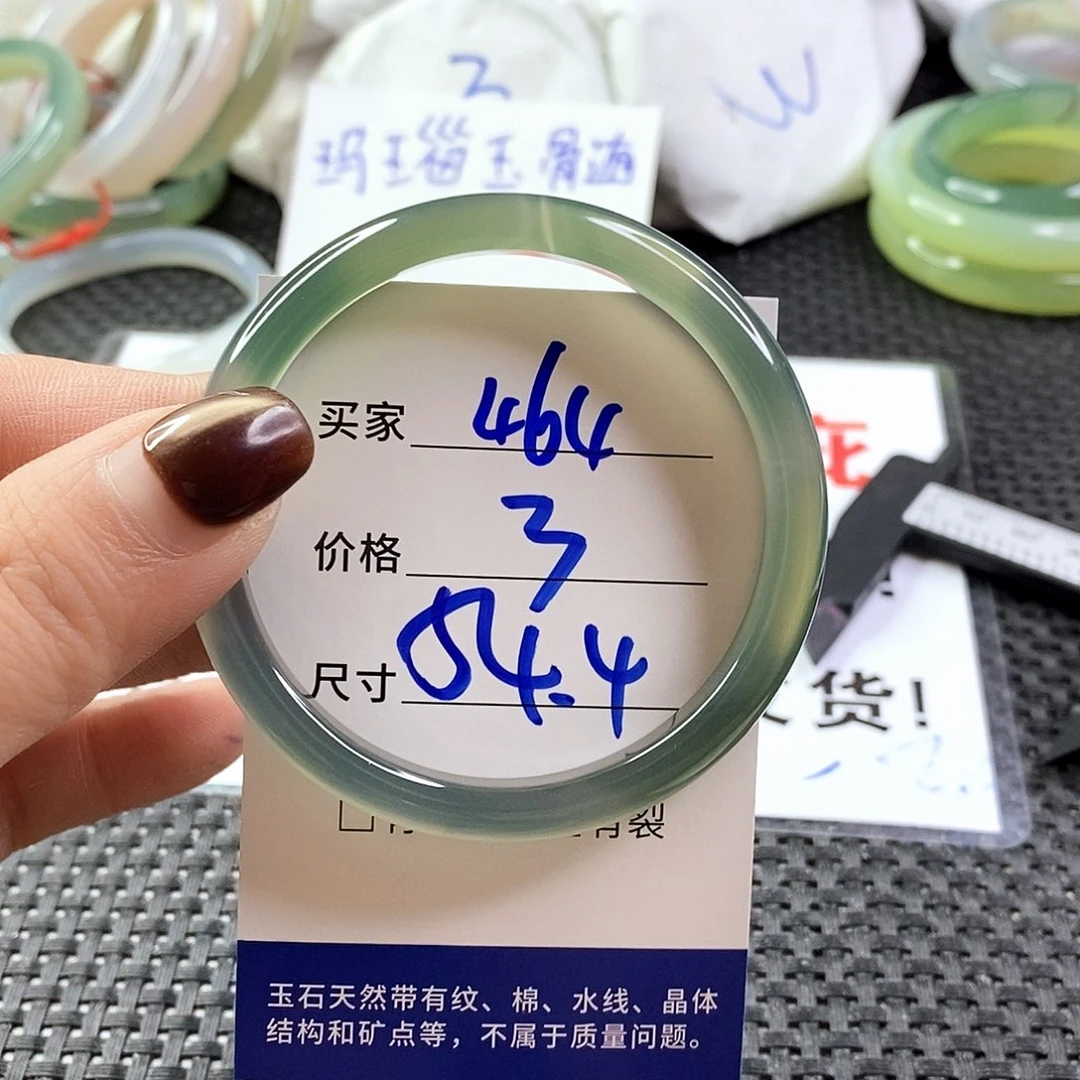 3
W
玛瑙玉骨髓
买家 464
价格 3
尺寸 54.4
货!
有裂
玉石天然带有纹、棉、水线、晶体
结构和矿点等，不属于质量问题。